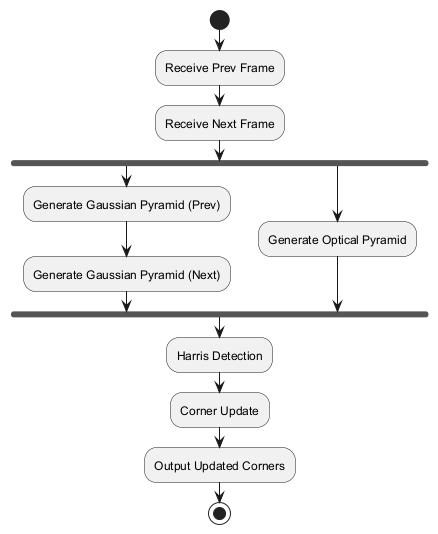 Receive Prev Frame
Receive Next Frame
Generate Gaussian Pyramid (Prev)
Generate Optical Pyramid
Generate Gaussian Pyramid (Next)
Harris Detection
Corner Update
Output Updated Corners